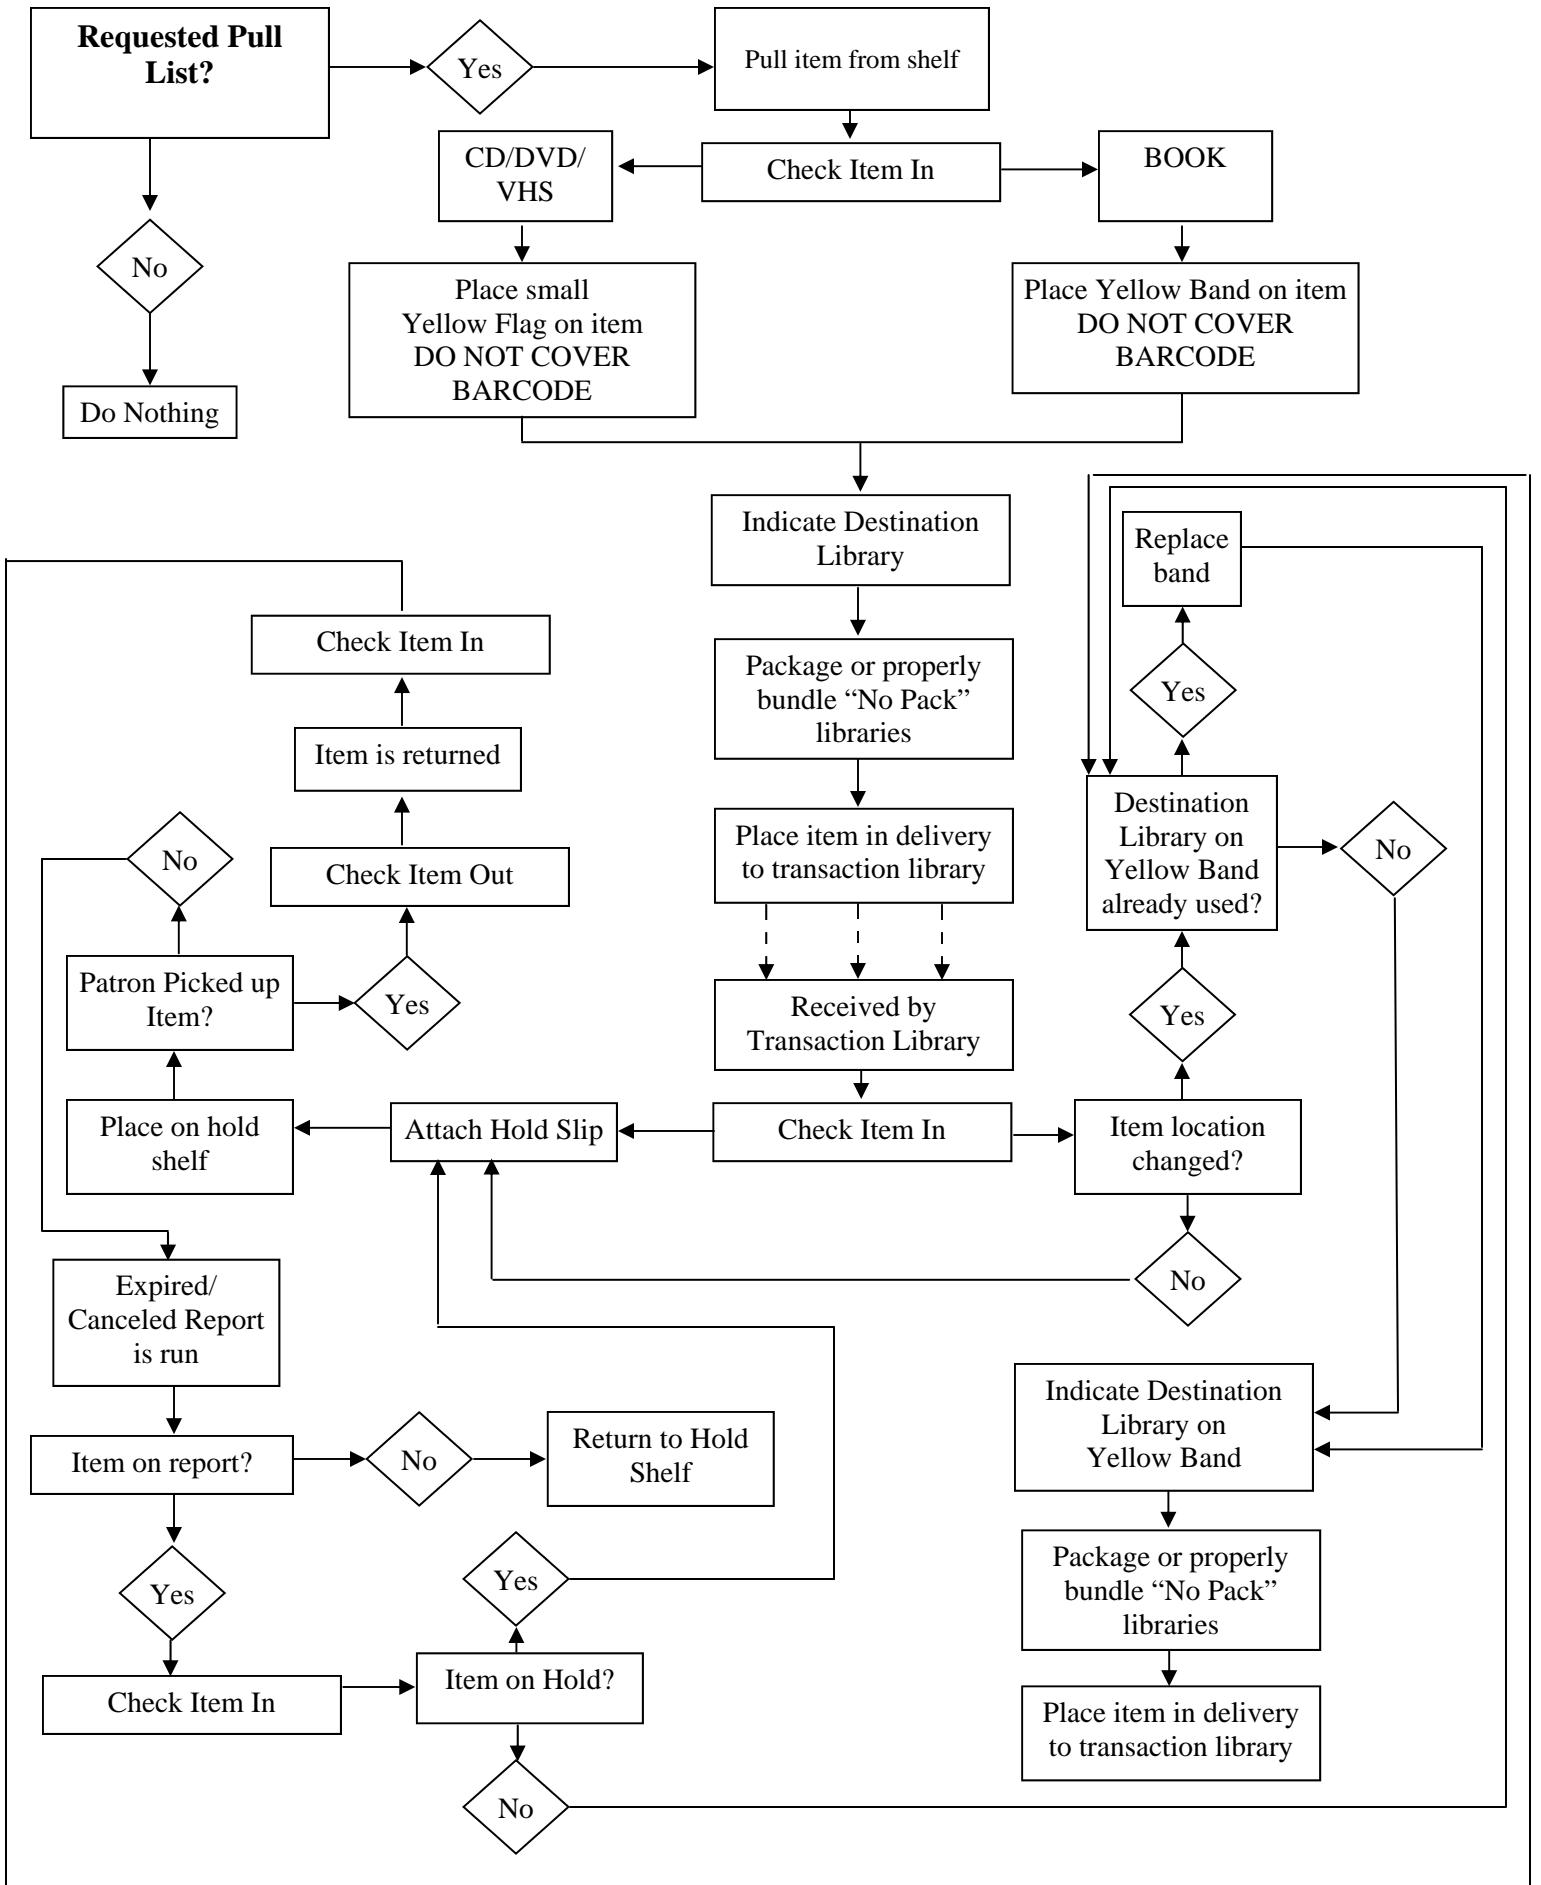 Requested Pull
List?
Yes
Pull item from shelf
CD/DVD/
VHS
Check Item In
BOOK
No
Place small
Yellow Flag on item
DO NOT COVER
BARCODE
Place Yellow Band on item
DO NOT COVER
BARCODE
Do Nothing
Indicate Destination
Library
Replace
band
Check Item In
Package or properly
bundle “No Pack”
libraries
Yes
Item is returned
Destination
Library on
Yellow Band
already used?
No
Place item in delivery
to transaction library
No
Check Item Out
Patron Picked up
Item?
Yes
Received by
Transaction Library
Yes
Place on hold
shelf
Attach Hold Slip
Check Item In
Item location
changed?
No
Expired/
Canceled Report
is run
Indicate Destination
Library on
Yellow Band
Item on report?
No
Return to Hold
Shelf
Package or properly
bundle “No Pack”
libraries
Yes
Yes
Check Item In
Item on Hold?
Place item in delivery
to transaction library
No